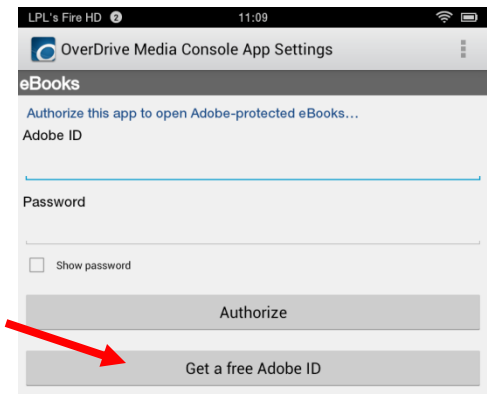 LPL's Fire HD 2 11:09
OverDrive Media Console App Settings
eBooks
Authorize this app to open Adobe-protected eBooks...
Adobe ID
Password
Show password
Authorize
Get a free Adobe ID